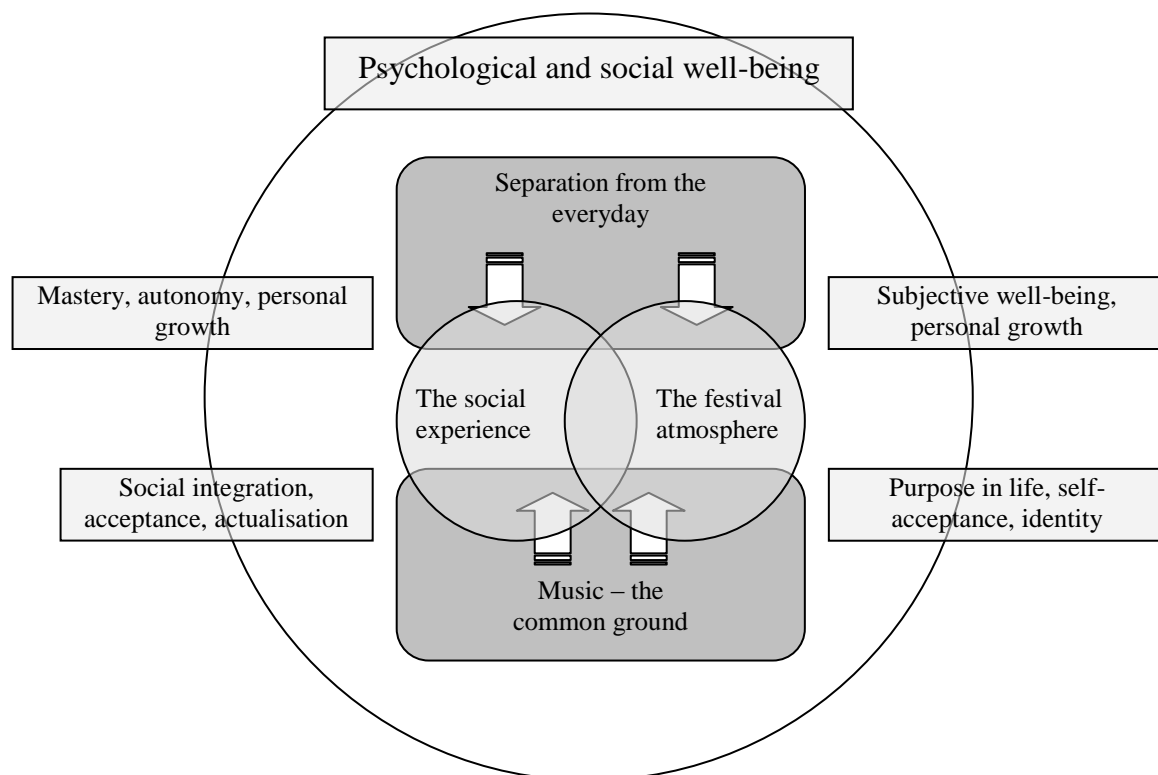 Psychological and social well-being
Separation from the
everyday
Mastery, autonomy, personal
growth
Subjective well-being,
personal growth
The social
experience
The festival
atmosphere
Social integration,
acceptance, actualisation
Purpose in life, self-
acceptance, identity
Music – the
common ground